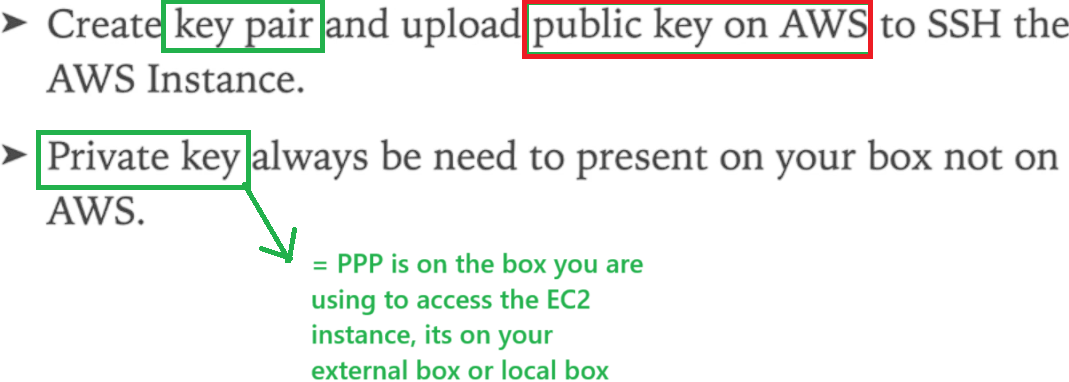 ➤ Create key pair and upload public key on AWS to SSH the
AWS Instance.
➤ Private key always be need to present on your box not on
AWS.
= PPP is on the box you are
using to access the EC2
instance, its on your
external box or local box